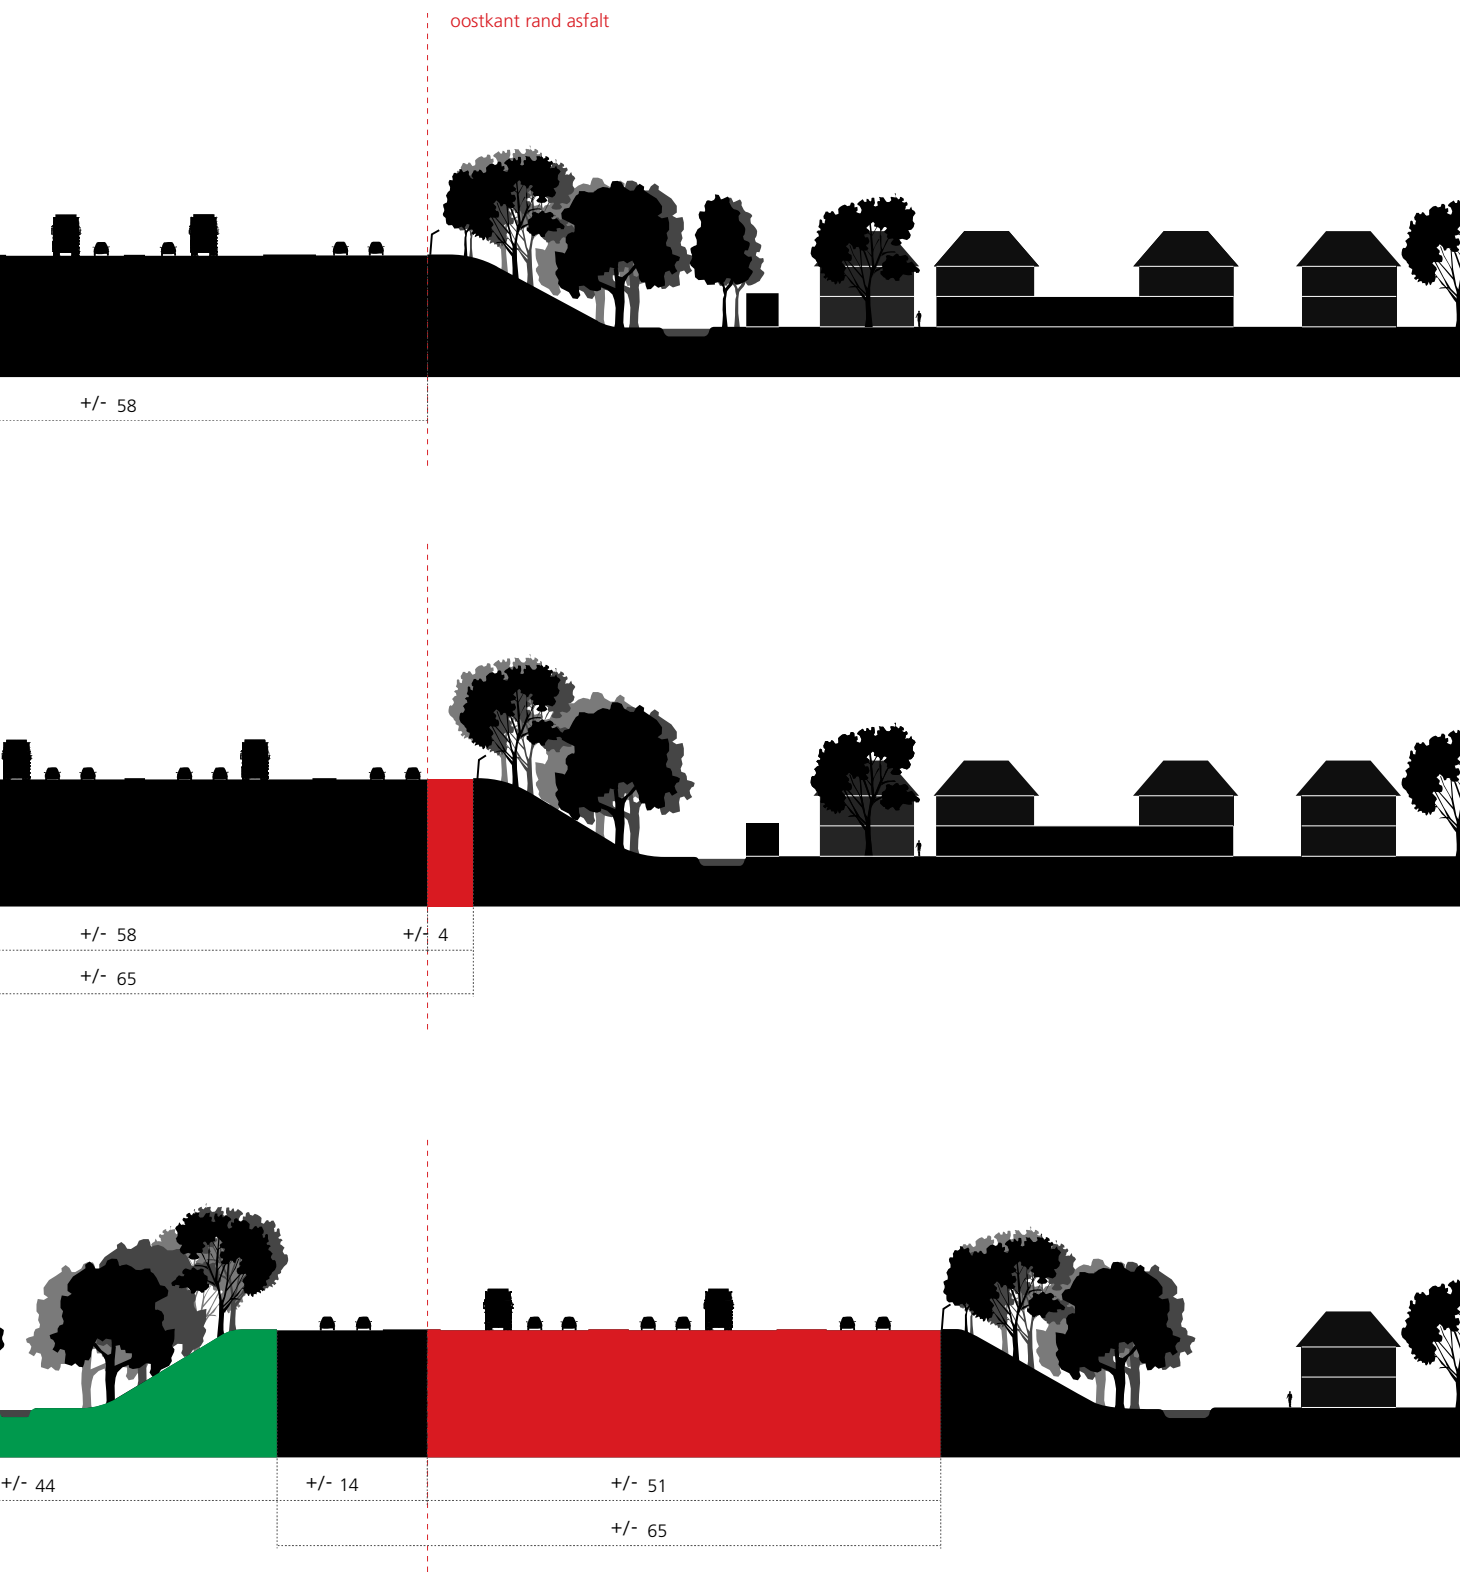 oostkant rand asfalt
+/- 58
+/- 58 +/- 4
+/- 65
+/- 44 +/- 14 +/- 51
+/- 65